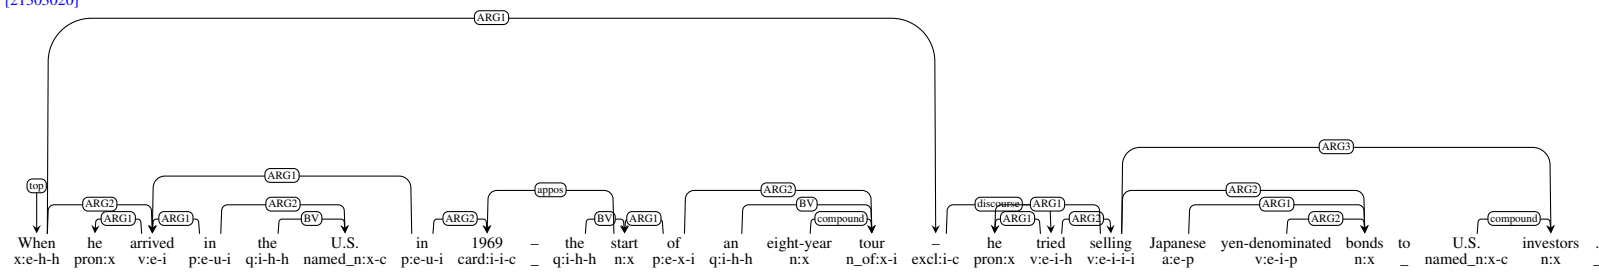 [21303020]
ARG1
ARG1 ARG3
top appos ARG2 ARG2
ARG2 ARG2 BV discourse ARG1 ARG1
ARG1 ARG1 BV ARG2 BV ARG1 compound ARG1 ARG2 ARG2 compound
When he arrived in the U.S. in 1969 – the start of an eight-year tour – he tried selling Japanese yen-denominated bonds to U.S. investors .
x:e-h-h pron:x v:e-i p:e-u-i q:i-h-h named_n:x-c p:e-u-i card:i-i-c _ q:i-h-h n:x p:e-x-i q:i-h-h n:x n_of:x-i excl:i-c pron:x v:e-i-h v:e-i-i-i a:e-p v:e-i-p n:x _ named_n:x-c n:x _